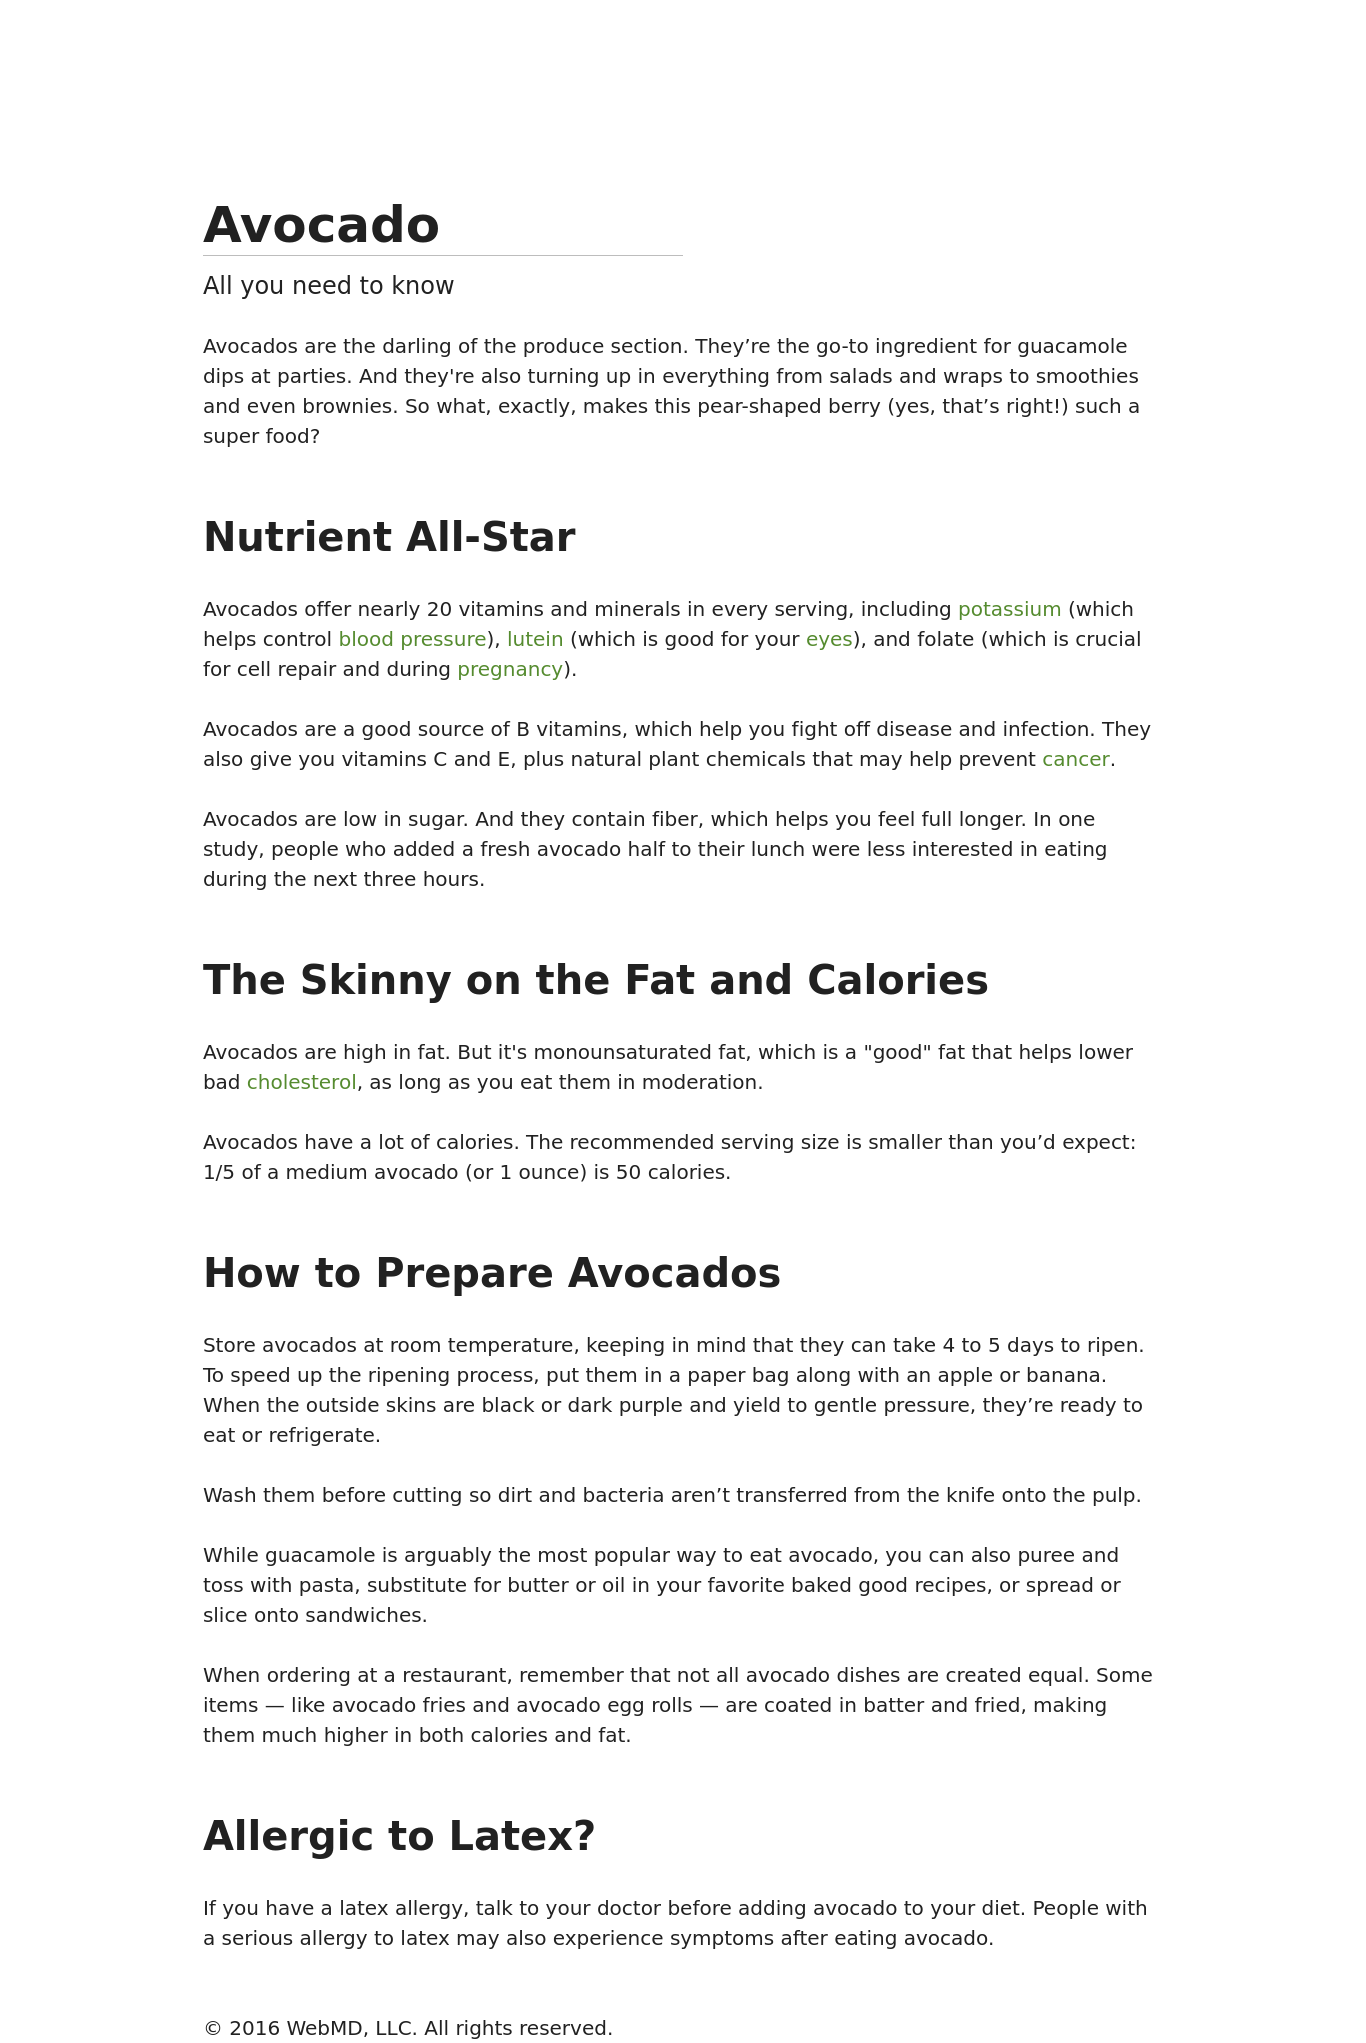 Avocado
All you need to know
Avocados are the darling of the produce section. They’re the go-to ingredient for guacamole
dips at parties. And they're also turning up in everything from salads and wraps to smoothies
and even brownies. So what, exactly, makes this pear-shaped berry (yes, that’s right!) such a
super food?
Nutrient All-Star
Avocados offer nearly 20 vitamins and minerals in every serving, including potassium (which
helps control blood pressure), lutein (which is good for your eyes), and folate (which is crucial
for cell repair and during pregnancy).
Avocados are a good source of B vitamins, which help you fight off disease and infection. They
also give you vitamins C and E, plus natural plant chemicals that may help prevent cancer.
Avocados are low in sugar. And they contain fiber, which helps you feel full longer. In one
study, people who added a fresh avocado half to their lunch were less interested in eating
during the next three hours.
The Skinny on the Fat and Calories
Avocados are high in fat. But it's monounsaturated fat, which is a "good" fat that helps lower
bad cholesterol, as long as you eat them in moderation.
Avocados have a lot of calories. The recommended serving size is smaller than you’d expect:
1/5 of a medium avocado (or 1 ounce) is 50 calories.
How to Prepare Avocados
Store avocados at room temperature, keeping in mind that they can take 4 to 5 days to ripen.
To speed up the ripening process, put them in a paper bag along with an apple or banana.
When the outside skins are black or dark purple and yield to gentle pressure, they’re ready to
eat or refrigerate.
Wash them before cutting so dirt and bacteria aren’t transferred from the knife onto the pulp.
While guacamole is arguably the most popular way to eat avocado, you can also puree and
toss with pasta, substitute for butter or oil in your favorite baked good recipes, or spread or
slice onto sandwiches.
When ordering at a restaurant, remember that not all avocado dishes are created equal. Some
items — like avocado fries and avocado egg rolls — are coated in batter and fried, making
them much higher in both calories and fat.
Allergic to Latex?
If you have a latex allergy, talk to your doctor before adding avocado to your diet. People with
a serious allergy to latex may also experience symptoms after eating avocado.
© 2016 WebMD, LLC. All rights reserved.